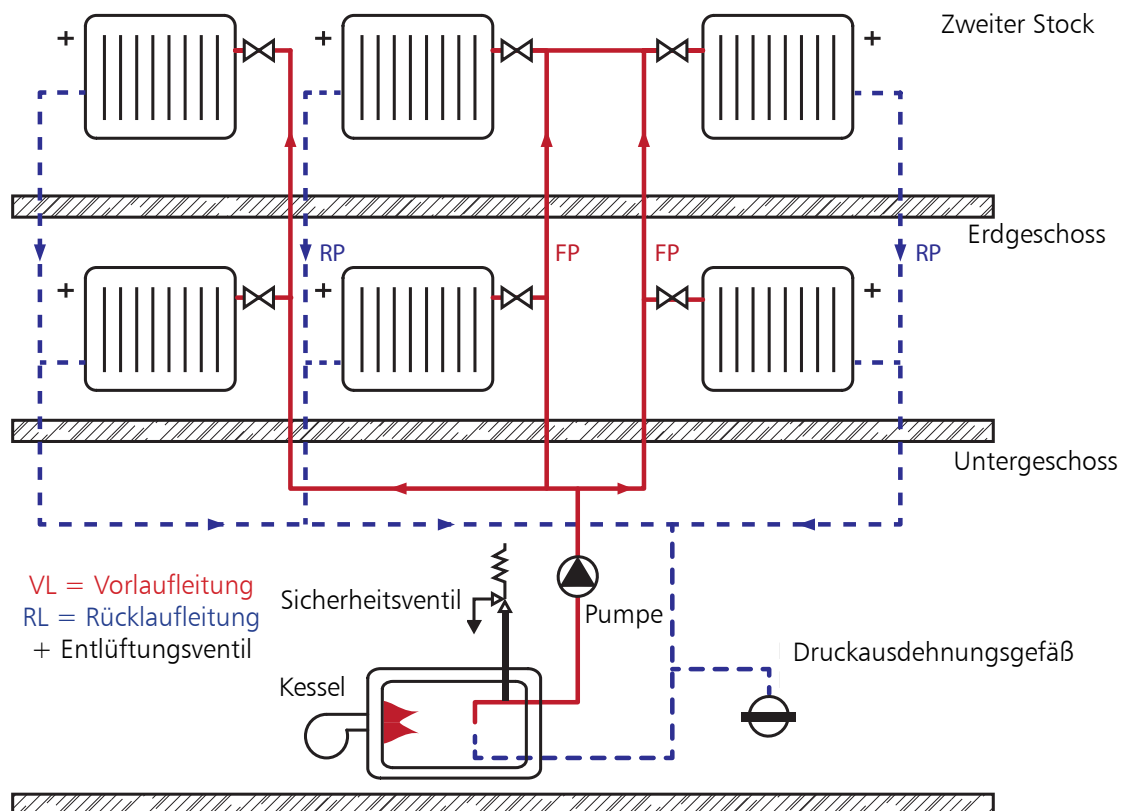 Zweiter Stock
+
+
+
Erdgeschoss
RP
FP
FP
RP
+
+
+
Untergeschoss
VL = Vorlaufleitung
RL = Rücklaufleitung
+ Entlüftungsventil
Sicherheitsventil
Pumpe
Druckausdehnungsgefäß
Kessel